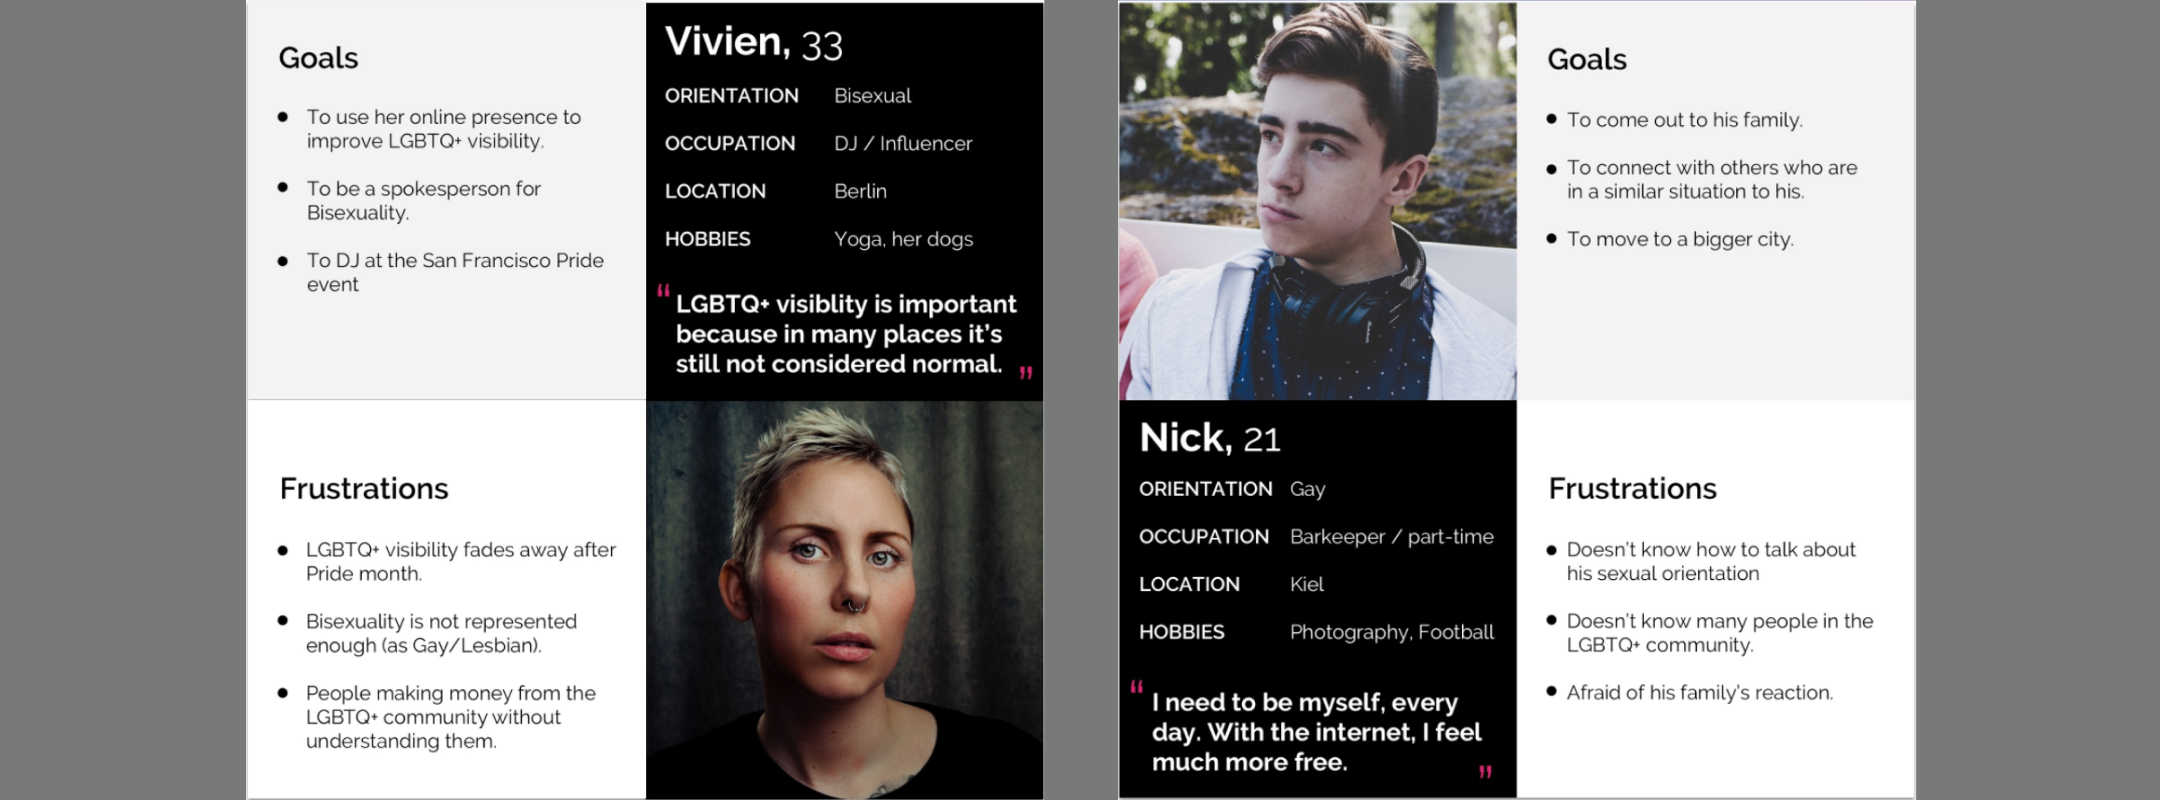 Goals
● To use her online presence to
improve LGBTQ+ visibility.
● To be a spokesperson for
Bisexuality.
● To DJ at the San Francisco Pride
event
Vivien, 33
ORIENTATION Bisexual
OCCUPATION DJ / Influencer
LOCATION Berlin
HOBBIES Yoga, her dogs
“ LGBTQ+ visiblity is important
because in many places it’s
still not considered normal. ”
Frustrations
● LGBTQ+ visibility fades away after
Pride month.
● Bisexuality is not represented
enough (as Gay/Lesbian).
● People making money from the
LGBTQ+ community without
understanding them.
Nick, 21
ORIENTATION Gay
OCCUPATION Barkeeper / part-time
LOCATION Kiel
HOBBIES Photography, Football
“ I need to be myself, every
day. With the internet, I feel
much more free. ”
Goals
● To come out to his family.
● To connect with others who are
in a similar situation to his.
● To move to a bigger city.
Frustrations
● Doesn’t know how to talk about
his sexual orientation
● Doesn’t know many people in the
LGBTQ+ community.
● Afraid of his family’s reaction.